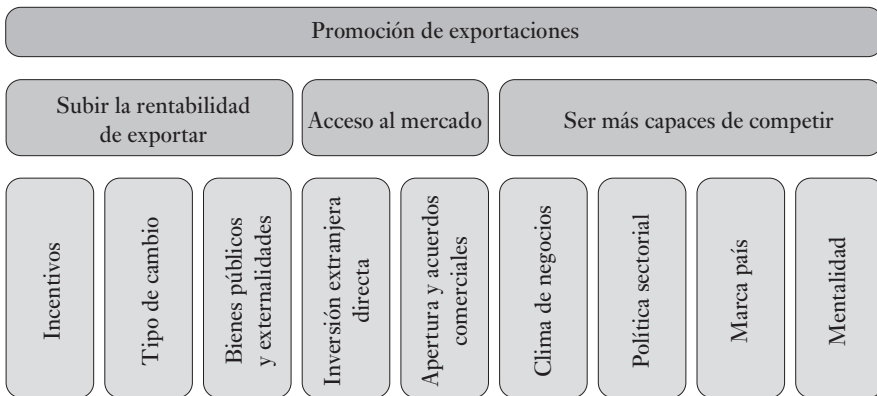 Promoción de exportaciones
Subir la rentabilidad
de exportar
Acceso al mercado
Ser más capaces de competir
Incentivos
Tipo de cambio
Bienes públicos
y externalidades
Inversión extranjera
directa
Apertura y acuerdos
comerciales
Clima de negocios
Política sectorial
Marca país
Mentalidad